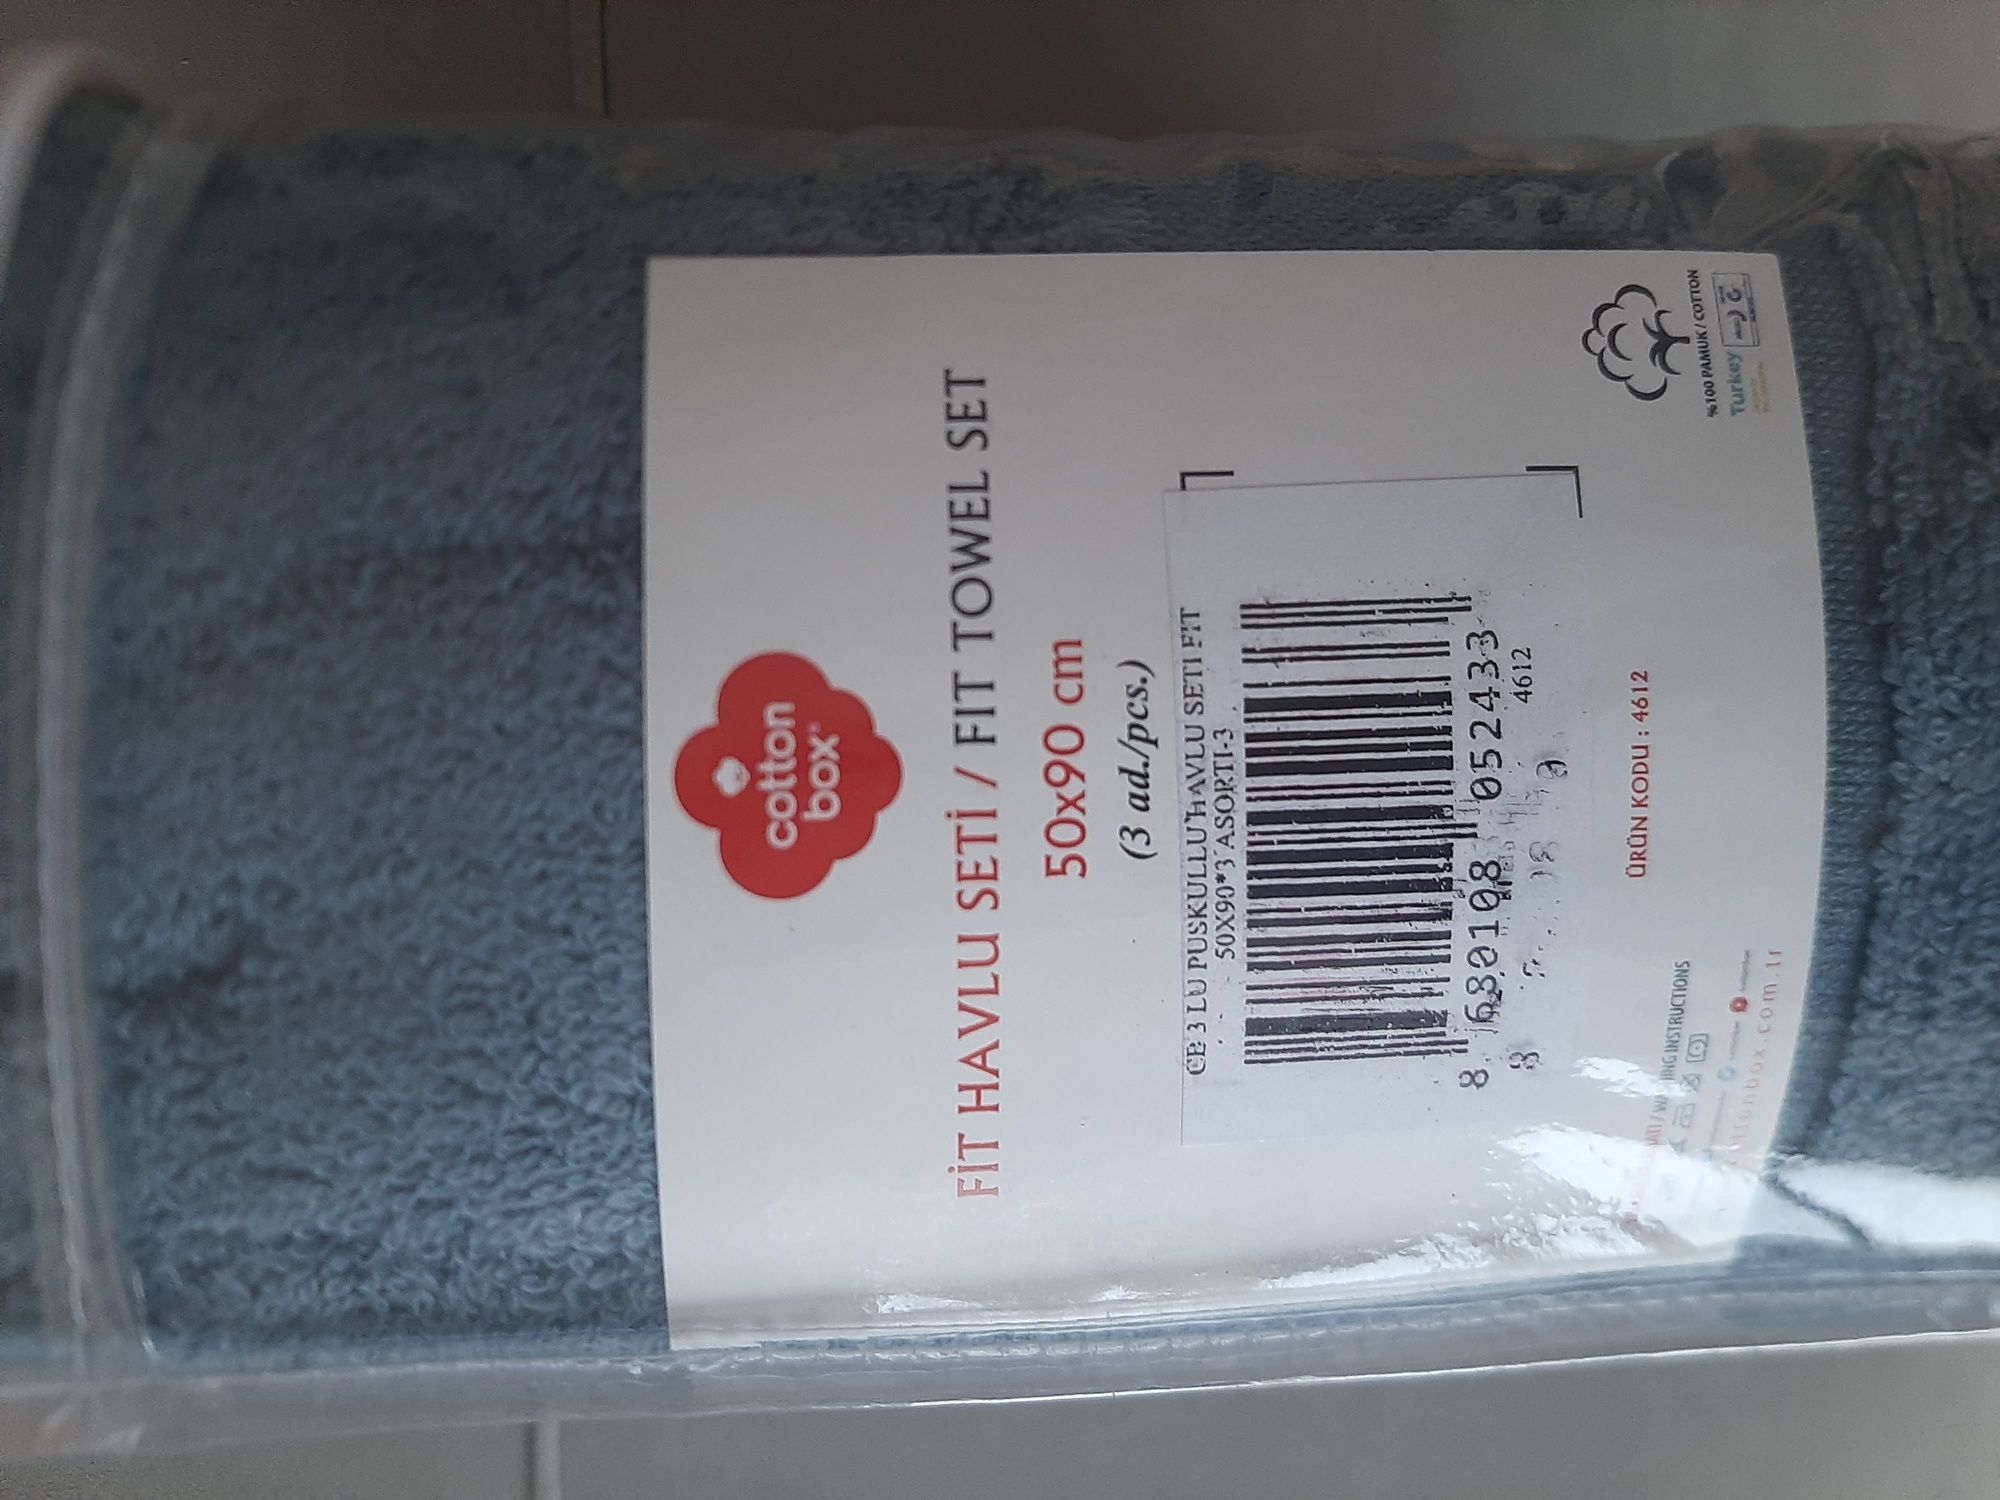 cotton
box
FİT HAVLU SETİ / FIT TOWEL SET
50x90 cm
(3 ad./pcs.)
CB 3 LU PUSKULLU HAVLU SETI FIT
50X90*3 ASORTI-3
8 680108 052433
4612
ÜRÜN KODU : 4612
%100 PAMUK / COTTON
Turkey
INSTRUCTIONS